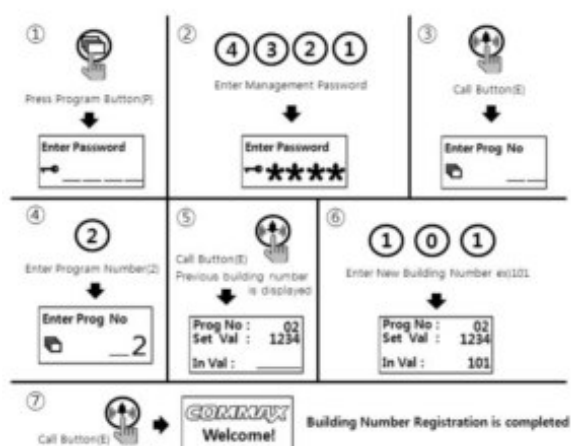 ①
Press Program Button(P)
Enter Password
_ _ _ _
②
4 3 2 1
Enter Management Password
Enter Password
****
③
Call Button(E)
Enter Prog No
_ _
④
2
Enter Program Number(2)
Enter Prog No
_2
⑤
Call Button(E)
Previous building number
is displayed
Prog No : 02
Set Val : 1234
In Val : ____
⑥
1 0 1
Enter New Building Number ex)101
Prog No : 02
Set Val : 1234
In Val : 101
⑦
Call Button(E)
COMMAX
Welcome!
Building Number Registration is completed